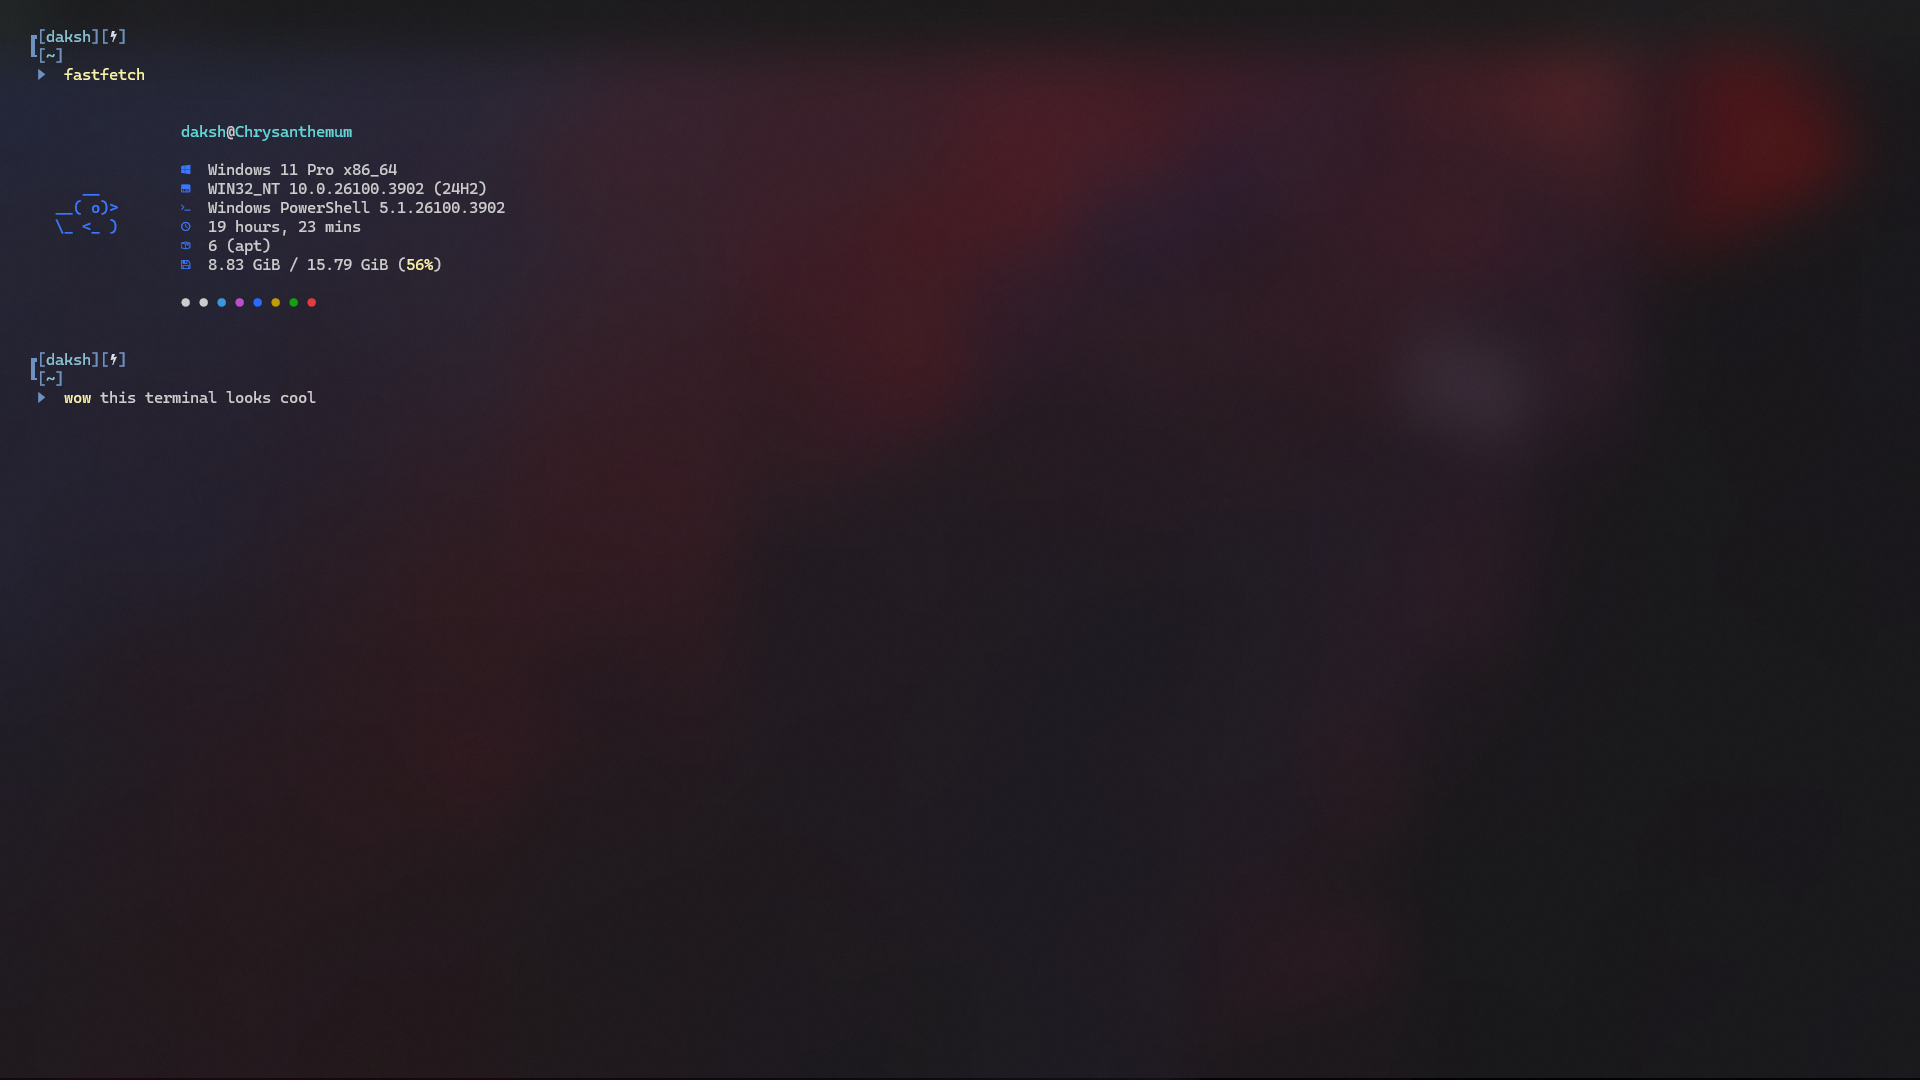 [daksh][⚡]
[~]
fastfetch
daksh@Chrysanthemum
Windows 11 Pro x86_64
__
WIN32_NT 10.0.26100.3902 (24H2)
__( o)>
Windows PowerShell 5.1.26100.3902
\_ <_ )
19 hours, 23 mins
6 (apt)
8.83 GiB / 15.79 GiB (56%)
[daksh][⚡]
[~]
wow this terminal looks cool